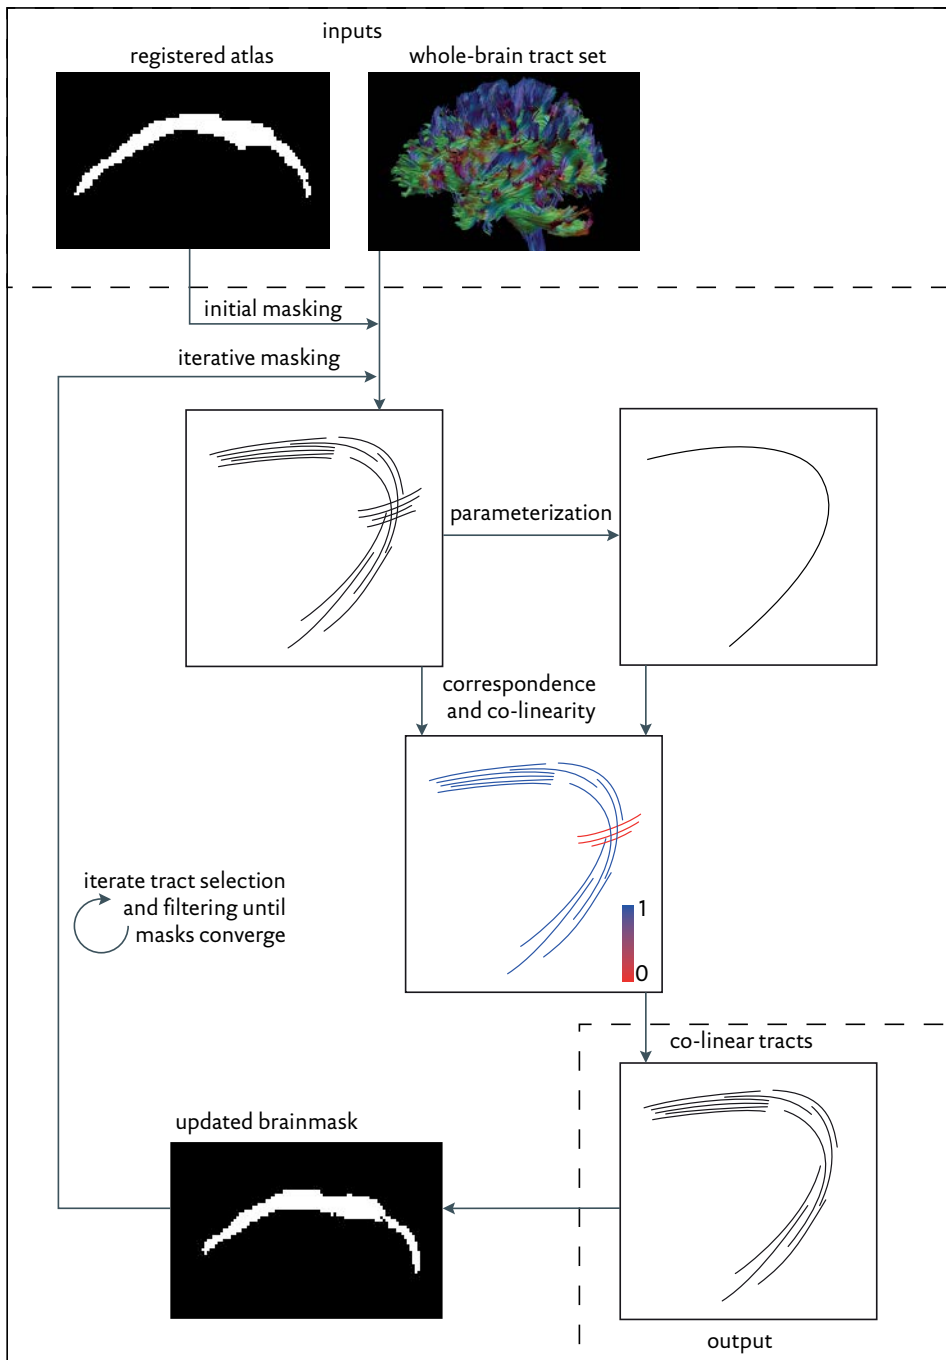 inputs
registered atlas
whole-brain tract set
initial masking
iterative masking
parameterization
correspondence
and co-linearity
1
0
iterate tract selection
and filtering until
masks converge
co-linear tracts
updated brainmask
output